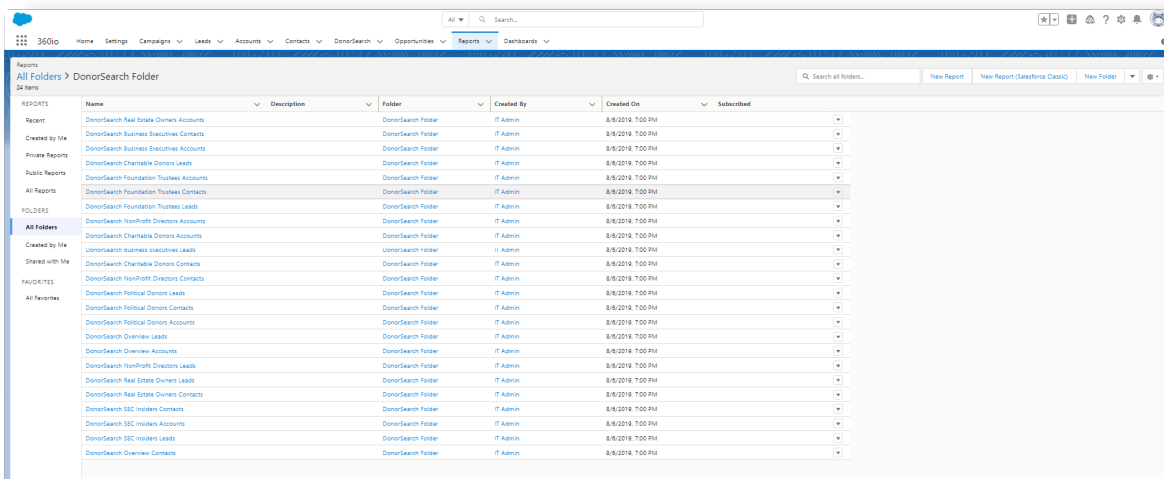 All Search...
360io Home Settings Campaigns Leads Accounts Contacts DonorSearch Opportunities Reports Dashboards
Reports
All Folders > DonorSearch Folder
24 items
Search all folders...
New Report
New Report (Salesforce Classic)
New Folder
REPORTS
Recent
Created by Me
Private Reports
Public Reports
All Reports
FOLDERS
All Folders
Created by Me
Shared with Me
FAVORITES
All Favorites
Name Description Folder Created By Created On Subscribed
DonorSearch Real Estate Owners Accounts DonorSearch Folder IT Admin 8/6/2019, 7:00 PM
DonorSearch Business Executives Contacts DonorSearch Folder IT Admin 8/6/2019, 7:00 PM
DonorSearch Business Executives Accounts DonorSearch Folder IT Admin 8/6/2019, 7:00 PM
DonorSearch Charitable Donors Leads DonorSearch Folder IT Admin 8/6/2019, 7:00 PM
DonorSearch Foundation Trustees Accounts DonorSearch Folder IT Admin 8/6/2019, 7:00 PM
DonorSearch Foundation Trustees Contacts DonorSearch Folder IT Admin 8/6/2019, 7:00 PM
DonorSearch Foundation Trustees Leads DonorSearch Folder IT Admin 8/6/2019, 7:00 PM
DonorSearch NonProfit Directors Accounts DonorSearch Folder IT Admin 8/6/2019, 7:00 PM
DonorSearch Charitable Donors Accounts DonorSearch Folder IT Admin 8/6/2019, 7:00 PM
DonorSearch Business Executives Leads DonorSearch Folder IT Admin 8/6/2019, 7:00 PM
DonorSearch Charitable Donors Contacts DonorSearch Folder IT Admin 8/6/2019, 7:00 PM
DonorSearch NonProfit Directors Contacts DonorSearch Folder IT Admin 8/6/2019, 7:00 PM
DonorSearch Political Donors Leads DonorSearch Folder IT Admin 8/6/2019, 7:00 PM
DonorSearch Political Donors Contacts DonorSearch Folder IT Admin 8/6/2019, 7:00 PM
DonorSearch Political Donors Accounts DonorSearch Folder IT Admin 8/6/2019, 7:00 PM
DonorSearch Overview Leads DonorSearch Folder IT Admin 8/6/2019, 7:00 PM
DonorSearch Overview Accounts DonorSearch Folder IT Admin 8/6/2019, 7:00 PM
DonorSearch NonProfit Directors Leads DonorSearch Folder IT Admin 8/6/2019, 7:00 PM
DonorSearch Real Estate Owners Leads DonorSearch Folder IT Admin 8/6/2019, 7:00 PM
DonorSearch Real Estate Owners Contacts DonorSearch Folder IT Admin 8/6/2019, 7:00 PM
DonorSearch SEC Insiders Contacts DonorSearch Folder IT Admin 8/6/2019, 7:00 PM
DonorSearch SEC Insiders Accounts DonorSearch Folder IT Admin 8/6/2019, 7:00 PM
DonorSearch SEC Insiders Leads DonorSearch Folder IT Admin 8/6/2019, 7:00 PM
DonorSearch Overview Contacts DonorSearch Folder IT Admin 8/6/2019, 7:00 PM